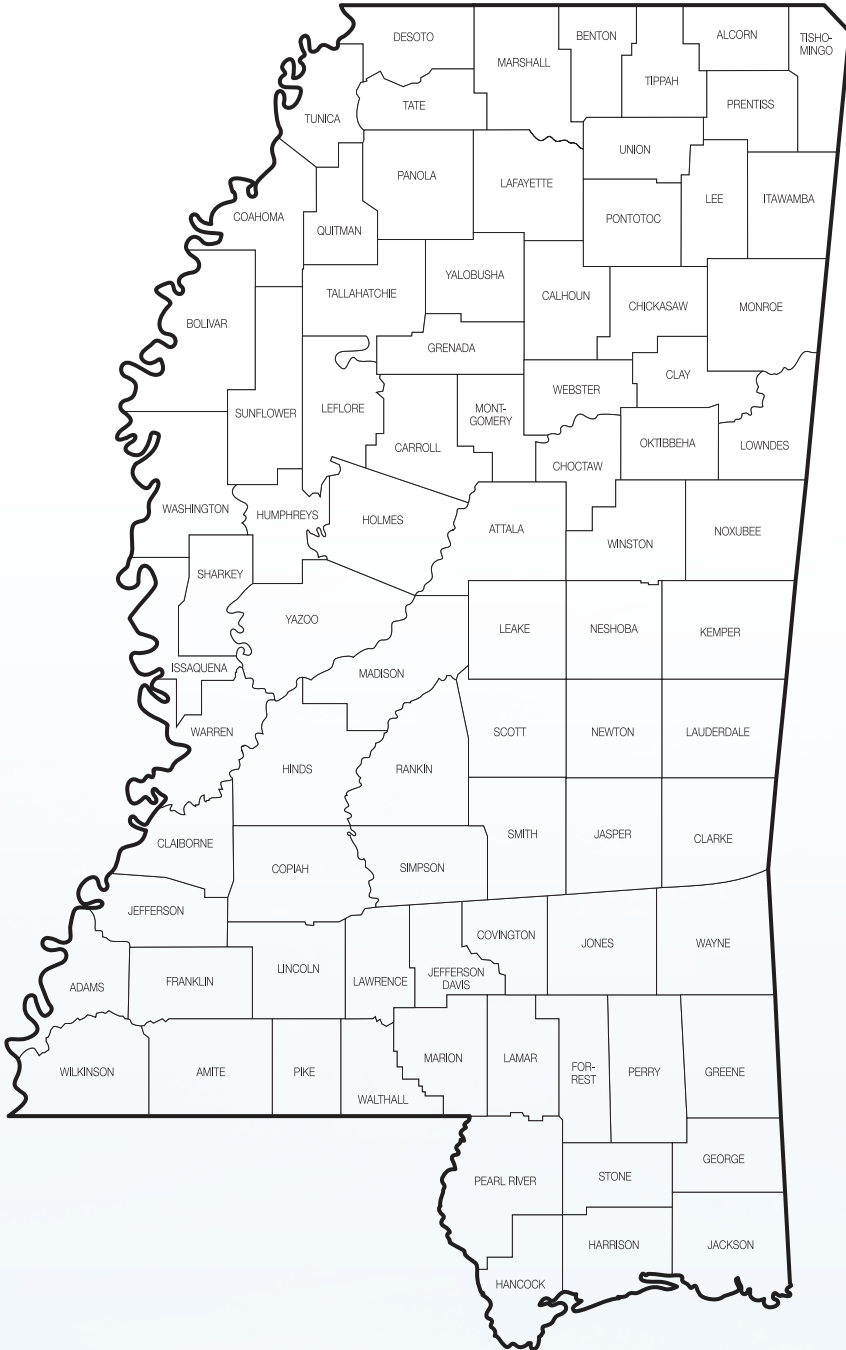 DESOTO
MARSHALL
BENTON
TIPPAH
ALCORN
TISHO-
MINGO
PRENTISS
TUNICA
TATE
UNION
PANOLA
LAFAYETTE
COAHOMA
QUITMAN
PONTOTOC
LEE
ITAWAMBA
TALLAHATCHIE
YALOBUSHA
CALHOUN
CHICKASAW
MONROE
BOLIVAR
GRENADA
SUNFLOWER
LEFLORE
CARROLL
MONT-
GOMERY
WEBSTER
CLAY
CHOCTAW
OKTIBBEHA
LOWNDES
WASHINGTON
HUMPHREYS
HOLMES
ATTALA
WINSTON
NOXUBEE
SHARKEY
ISSAQUENA
YAZOO
MADISON
LEAKE
NESHOBA
KEMPER
WARREN
HINDS
RANKIN
SCOTT
NEWTON
LAUDERDALE
CLAIBORNE
COPIAH
SIMPSON
SMITH
JASPER
CLARKE
JEFFERSON
ADAMS
FRANKLIN
LINCOLN
LAWRENCE
JEFFERSON
DAVIS
COVINGTON
JONES
WAYNE
WILKINSON
AMITE
PIKE
WALTHALL
MARION
LAMAR
FOR-
REST
PERRY
GREENE
PEARL RIVER
STONE
GEORGE
HANCOCK
HARRISON
JACKSON